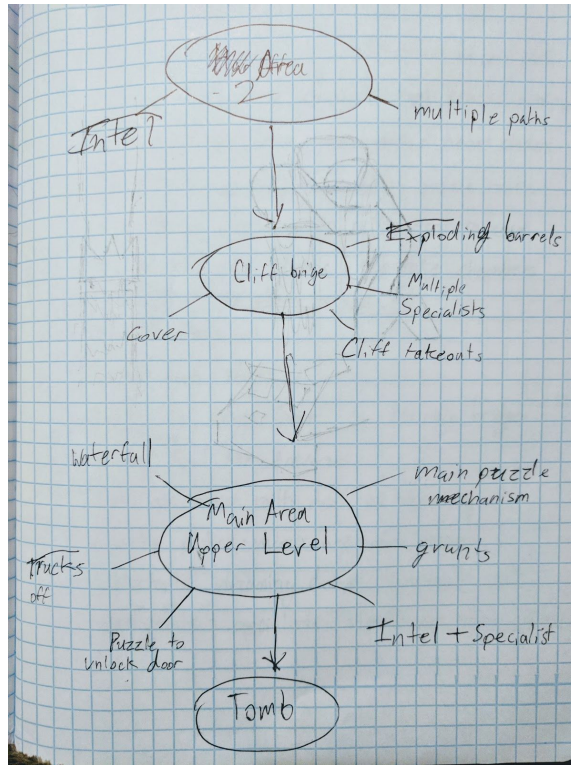 Area
2
Intel
multiple paths
Cliff brige
Exploding barrels
Multiple
Specialists
Cover
Cliff takeouts
Waterfall
main puzzle
mechanism
Main Area
Upper Level
grunts
Trucks
off
Puzzle to
unlock door
Intel + Specialist
Tomb